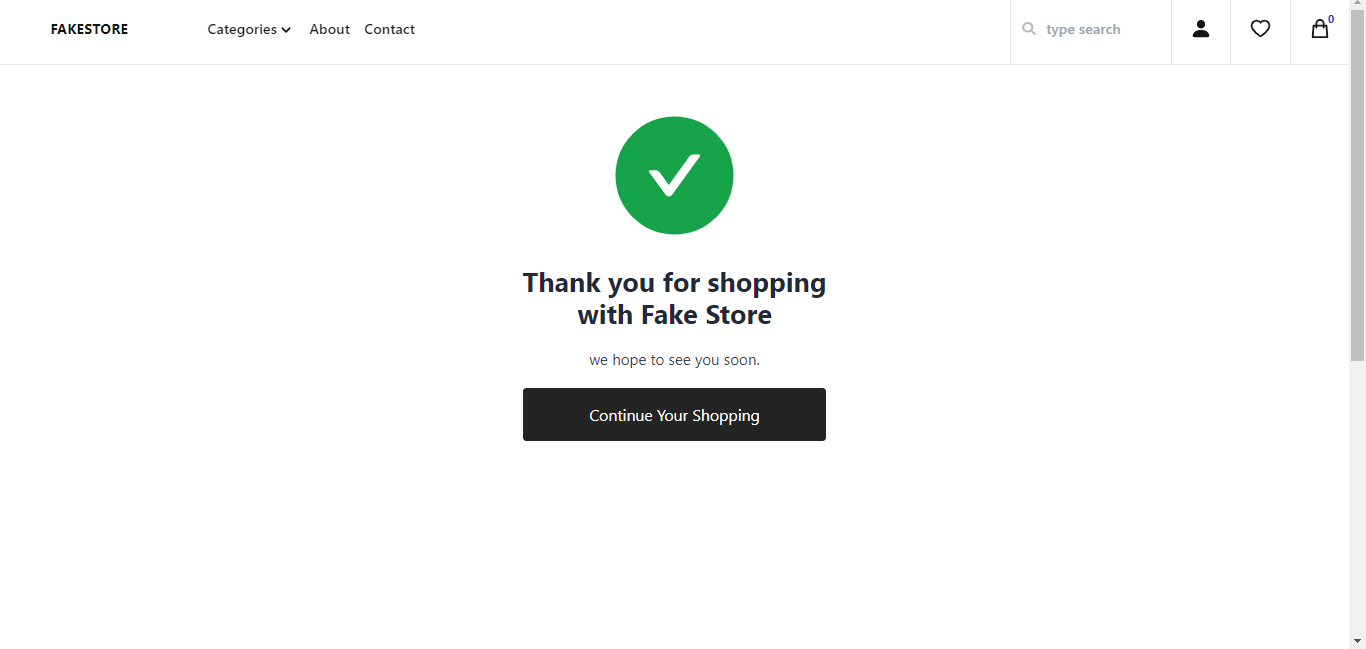 FAKESTORE
Categories
About
Contact
type search
0
Thank you for shopping
with Fake Store
we hope to see you soon.
Continue Your Shopping